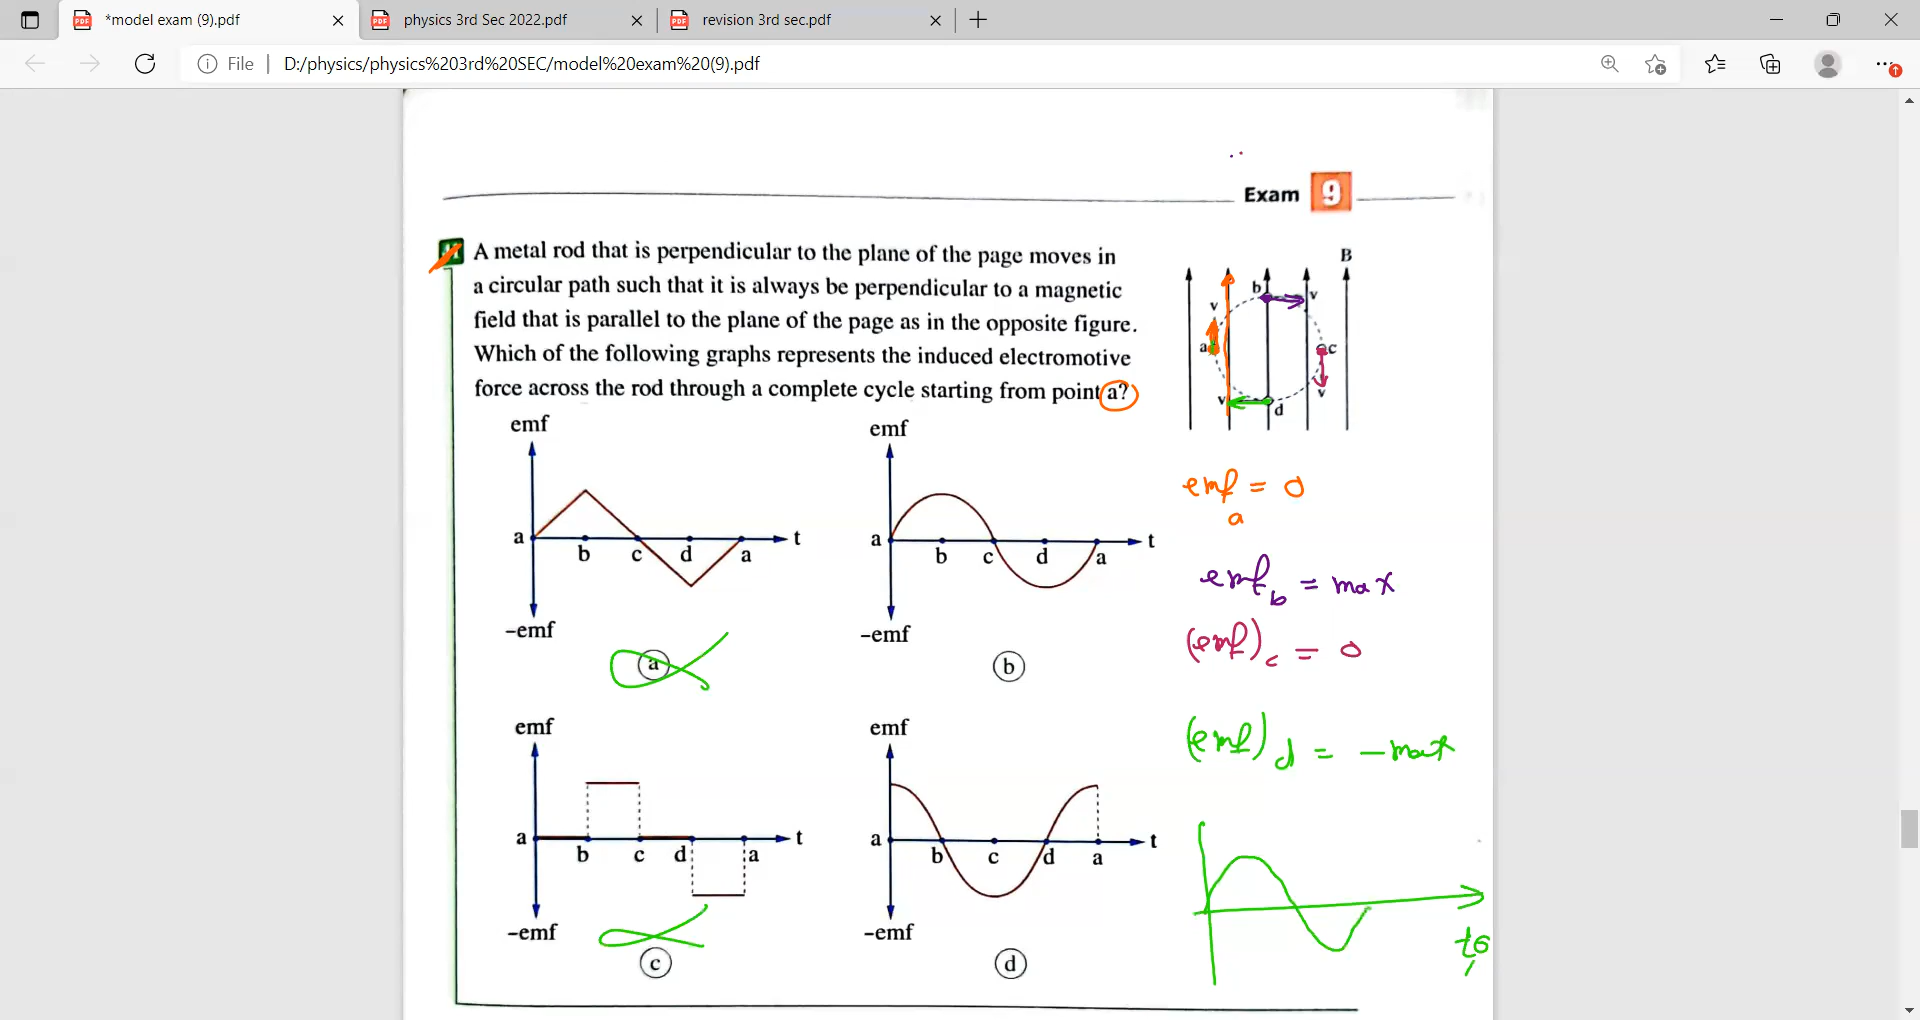 *model exam (9).pdf
physics 3rd Sec 2022.pdf
revision 3rd sec.pdf
File | D:/physics/physics%203rd%20SEC/model%20exam%20(9).pdf
Exam 9
A metal rod that is perpendicular to the plane of the page moves in
a circular path such that it is always be perpendicular to a magnetic
field that is parallel to the plane of the page as in the opposite figure.
Which of the following graphs represents the induced electromotive
force across the rod through a complete cycle starting from point a?
B
b
v
v
a
c
v
v
d
emf
a
b c d a
t
-emf
a
emf
a
b c d a
t
-emf
b
emf
a
b c d a
t
-emf
c
emf
a
b c d a
t
-emf
d
emf = 0
a
emf b = max
(emf) c = 0
(emf) d = - max